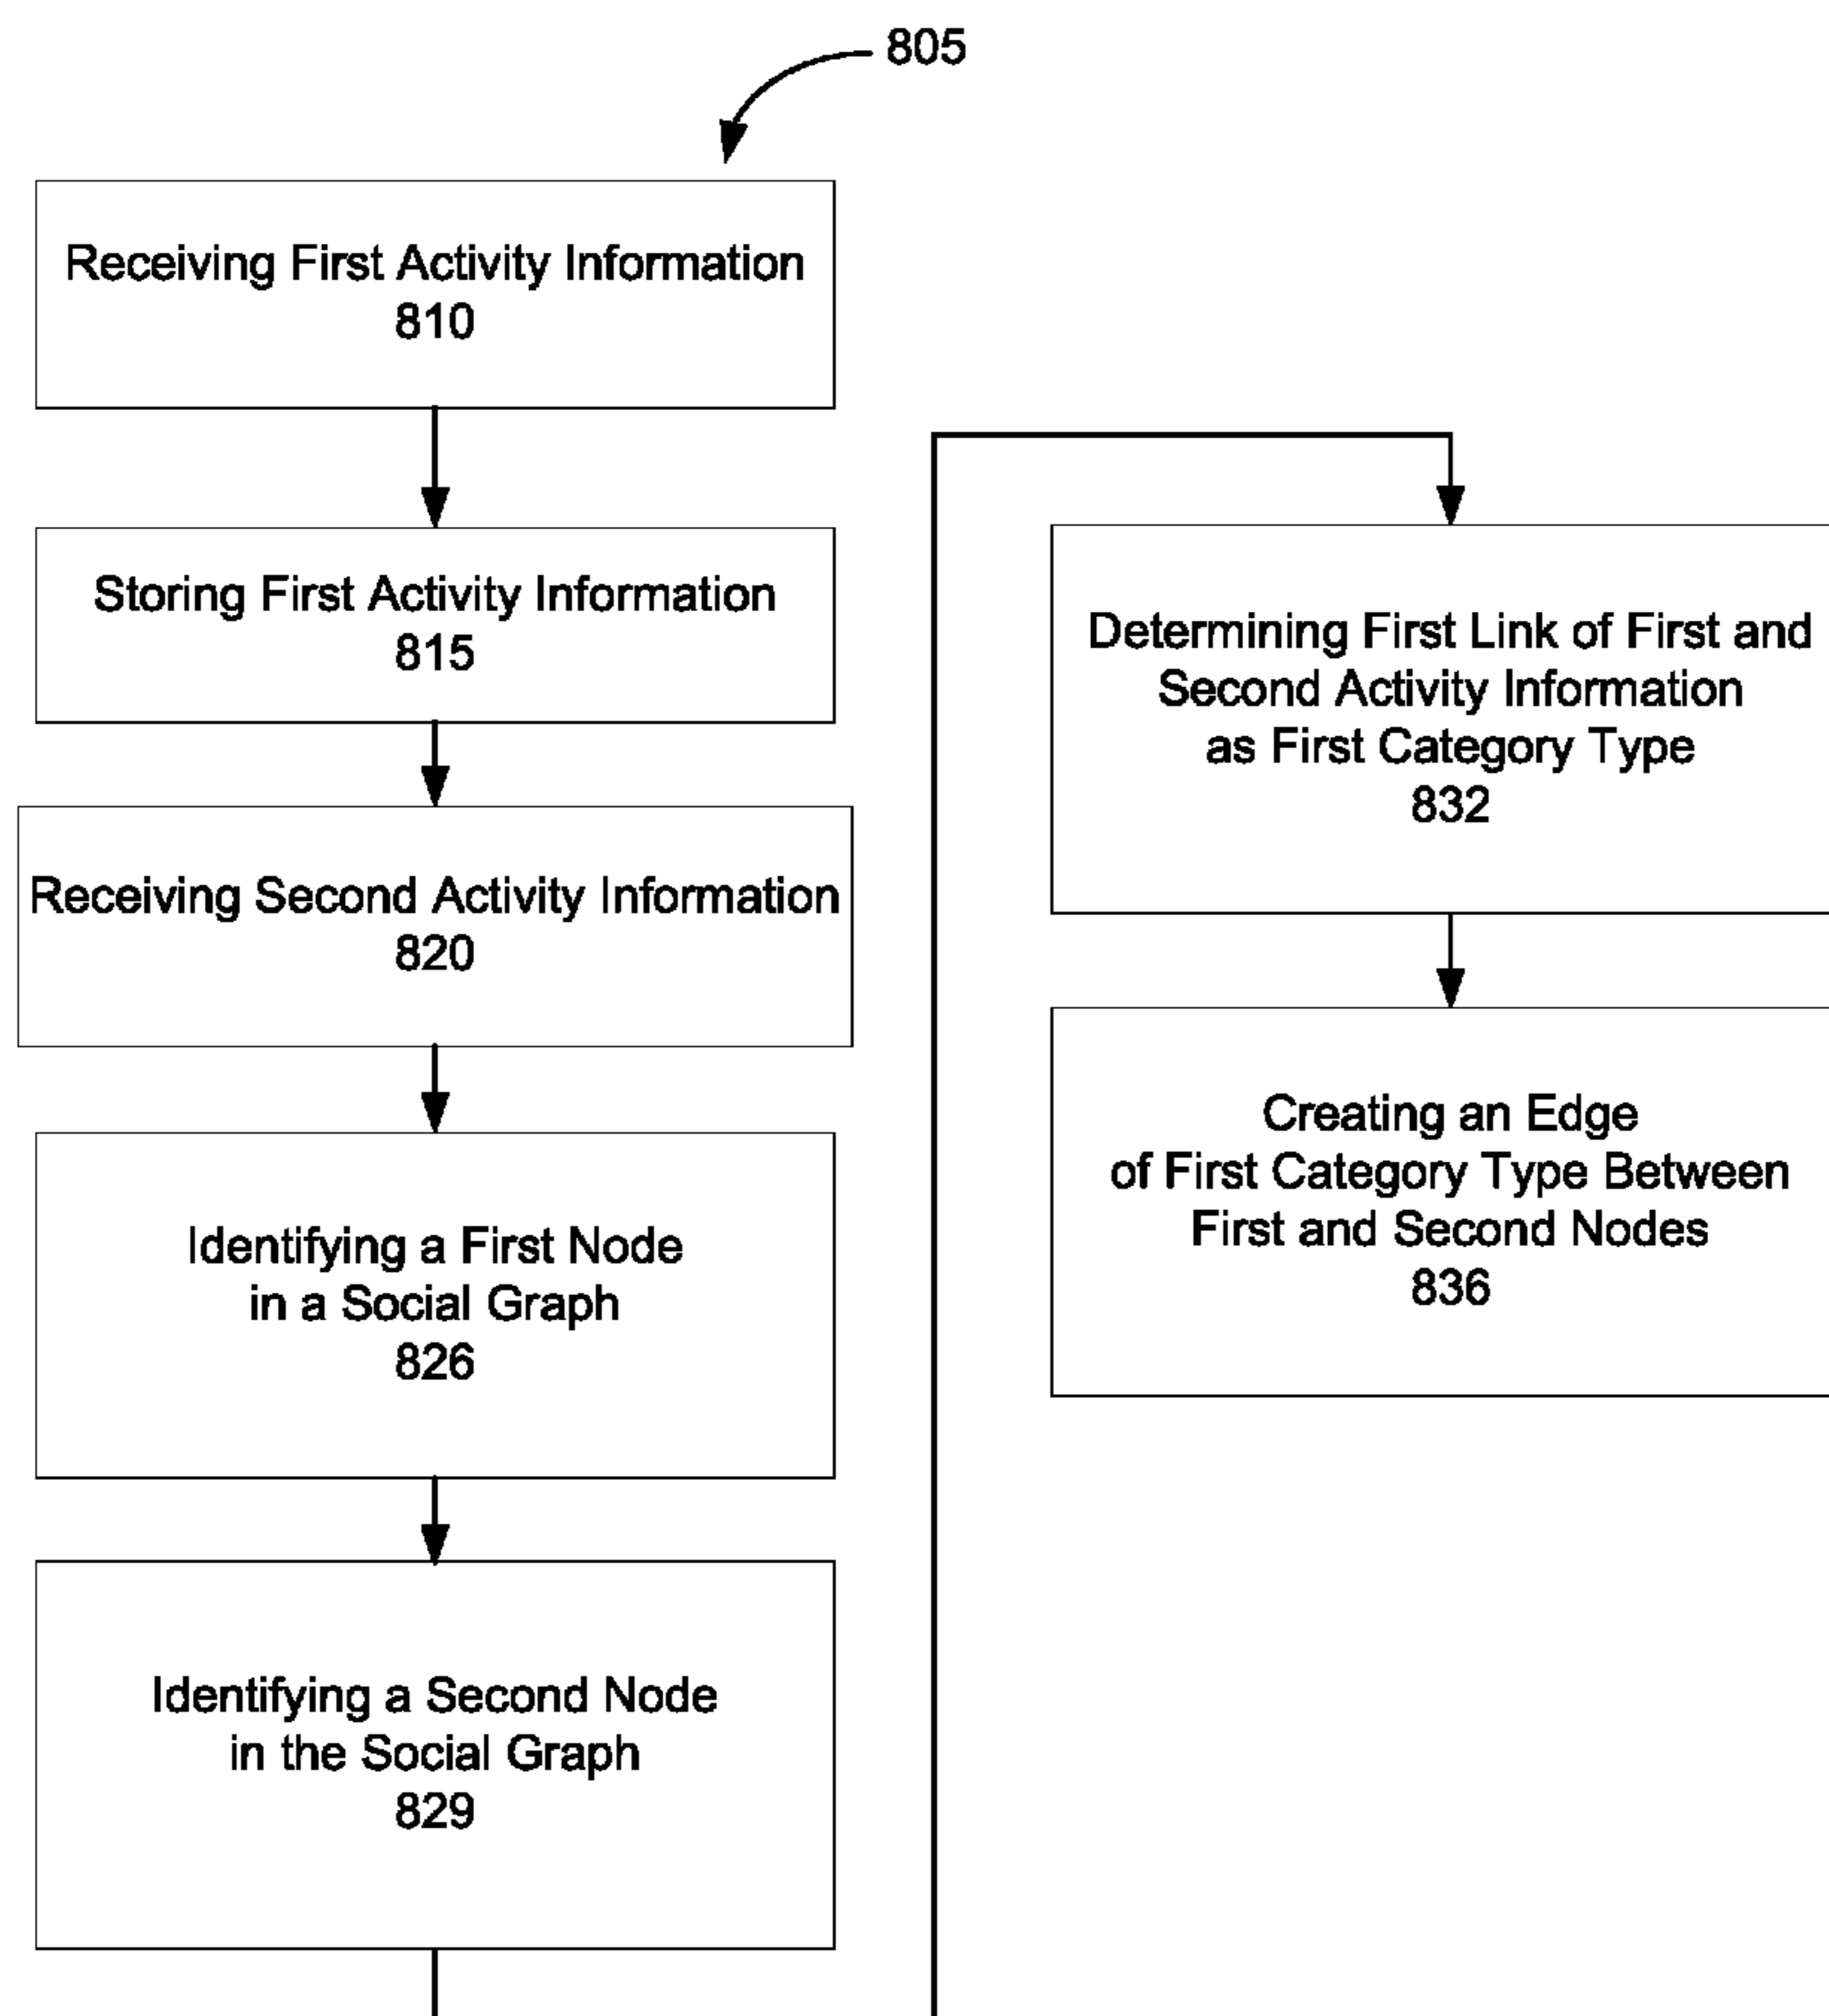 805
Receiving First Activity Information
810
Storing First Activity Information
815
Receiving Second Activity Information
820
Identifying a First Node
in a Social Graph
826
Identifying a Second Node
in the Social Graph
829
Determining First Link of First and
Second Activity Information
as First Category Type
832
Creating an Edge
of First Category Type Between
First and Second Nodes
836